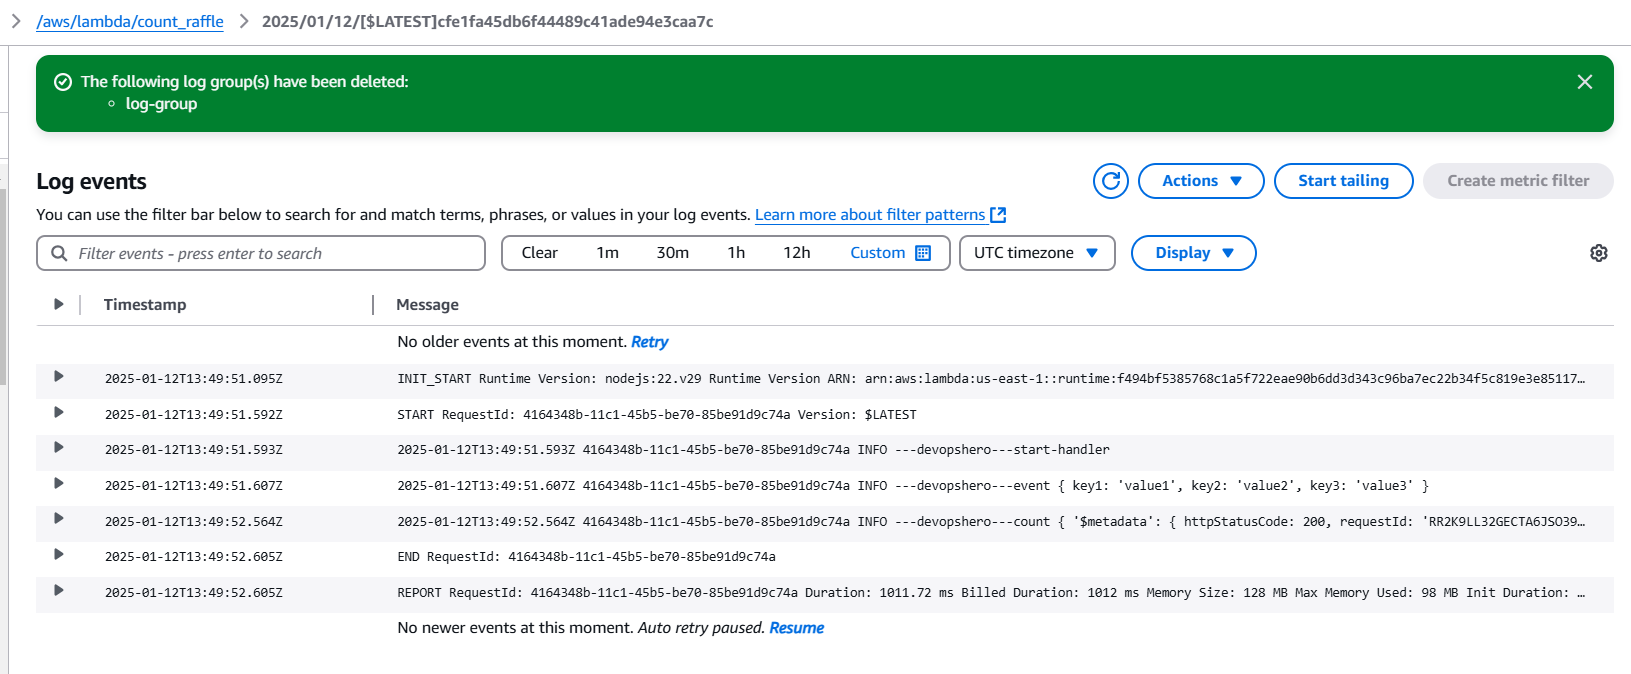 /aws/lambda/count_raffle 2025/01/12/[$LATEST]cfe1fa45db6f44489c41ade94e3caa7c
The following log group(s) have been deleted:
log-group
Log events
Actions
Start tailing
Create metric filter
You can use the filter bar below to search for and match terms, phrases, or values in your log events. Learn more about filter patterns
Filter events - press enter to search
Clear 1m 30m 1h 12h Custom
UTC timezone
Display
Timestamp Message
No older events at this moment. Retry
2025-01-12T13:49:51.095Z INIT_START Runtime Version: nodejs:22.v29 Runtime Version ARN: arn:aws:lambda:us-east-1::runtime:f494bf5385768c1a5f722eae90b6dd3d343c96ba7ec22b34f5c819e3e85117…
2025-01-12T13:49:51.592Z START RequestId: 4164348b-11c1-45b5-be70-85be91d9c74a Version: $LATEST
2025-01-12T13:49:51.593Z 2025-01-12T13:49:51.593Z 4164348b-11c1-45b5-be70-85be91d9c74a INFO ---devopshero---start-handler
2025-01-12T13:49:51.607Z 2025-01-12T13:49:51.607Z 4164348b-11c1-45b5-be70-85be91d9c74a INFO ---devopshero---event { key1: 'value1', key2: 'value2', key3: 'value3' }
2025-01-12T13:49:52.564Z 2025-01-12T13:49:52.564Z 4164348b-11c1-45b5-be70-85be91d9c74a INFO ---devopshero---count { '$metadata': { httpStatusCode: 200, requestId: 'RR2K9LL32GECTA6JSO39…
2025-01-12T13:49:52.605Z END RequestId: 4164348b-11c1-45b5-be70-85be91d9c74a
2025-01-12T13:49:52.605Z REPORT RequestId: 4164348b-11c1-45b5-be70-85be91d9c74a Duration: 1011.72 ms Billed Duration: 1012 ms Memory Size: 128 MB Max Memory Used: 98 MB Init Duration: …
No newer events at this moment. Auto retry paused. Resume